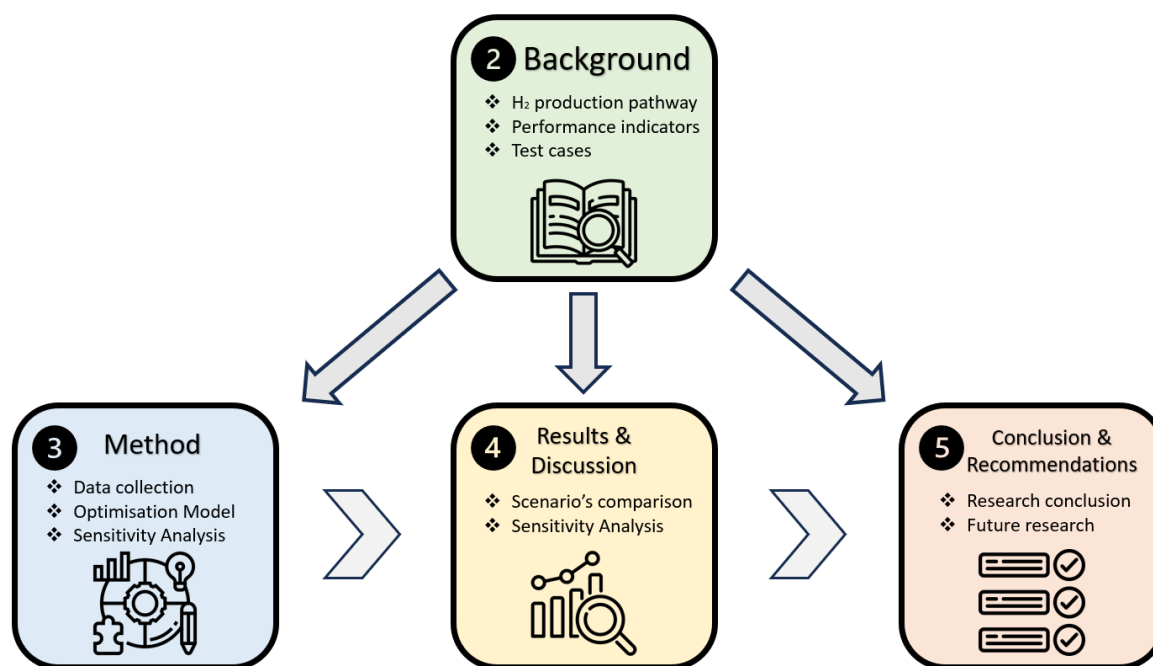 2 Background
❖ H₂ production pathway
❖ Performance indicators
❖ Test cases
3 Method
❖ Data collection
❖ Optimisation Model
❖ Sensitivity Analysis
4 Results &
Discussion
❖ Scenario's comparison
❖ Sensitivity Analysis
5 Conclusion &
Recommendations
❖ Research conclusion
❖ Future research